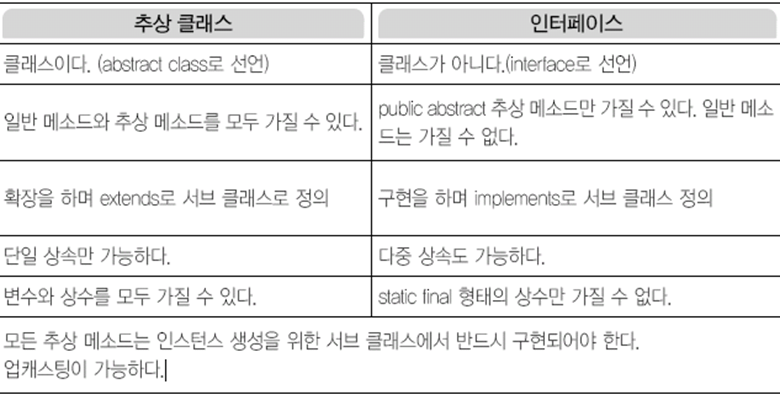 추상 클래스
인터페이스
클래스이다. (abstract class로 선언)
클래스가 아니다.(interface로 선언)
일반 메소드와 추상 메소드를 모두 가질 수 있다.
public abstract 추상 메소드만 가질 수 있다. 일반 메소
드는 가질 수 없다.
확장을 하며 extends로 서브 클래스로 정의
구현을 하며 implements로 서브 클래스 정의
단일 상속만 가능하다.
다중 상속도 가능하다.
변수와 상수를 모두 가질 수 있다.
static final 형태의 상수만 가질 수 없다.
모든 추상 메소드는 인스턴스 생성을 위한 서브 클래스에서 반드시 구현되어야 한다.
업캐스팅이 가능하다.